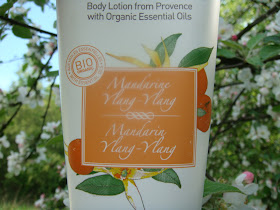 Body Lotion from Provence
with Organic Essential Oils
BIO
Mandarine
Ylang-Ylang
Mandarin
Ylang-Ylang